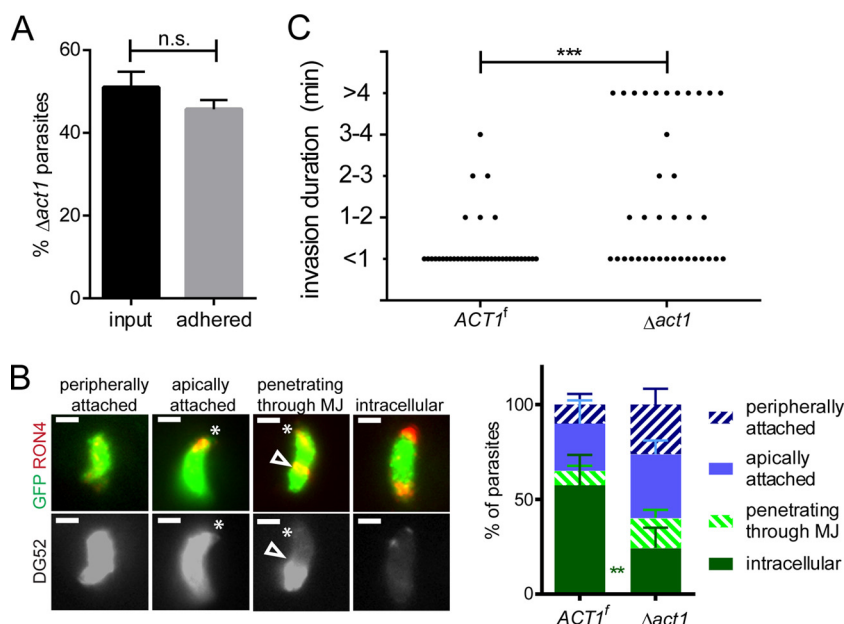 A
n.s.
60
40
20
0
% Δact1 parasites
input
adhered
C
***
invasion duration (min)
>4
3-4
2-3
1-2
<1
ACT1f
Δact1
B
peripherally attached
apically attached
penetrating through MJ
intracellular
GFP RON4
DG52
*
*
*
*
100
50
0
% of parasites
**
ACT1f
Δact1
peripherally
attached
apically
attached
penetrating
through MJ
intracellular